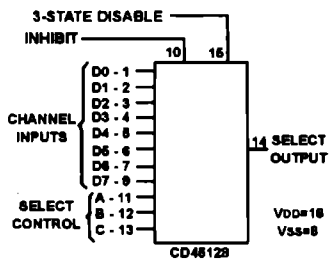 3-STATE DISABLE
INHIBIT
10 15
D0 - 1
D1 - 2
D2 - 3
D3 - 4
D4 - 5
D5 - 6
D6 - 7
D7 - 9
CHANNEL
INPUTS
A - 11
B - 12
C - 13
SELECT
CONTROL
14 SELECT
OUTPUT
VDD=16
VSS=8
CD4512B